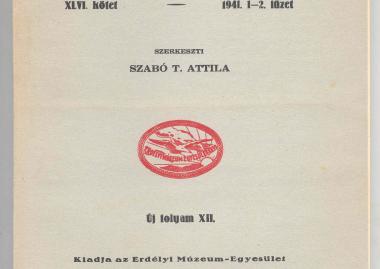 XLVI. kötet — 1941. 1—2. füzet
SZERKESZTI
SZABÓ T. ATTILA
Új folyam XII.
Kiadja az Erdélyi Múzeum-Egyesület